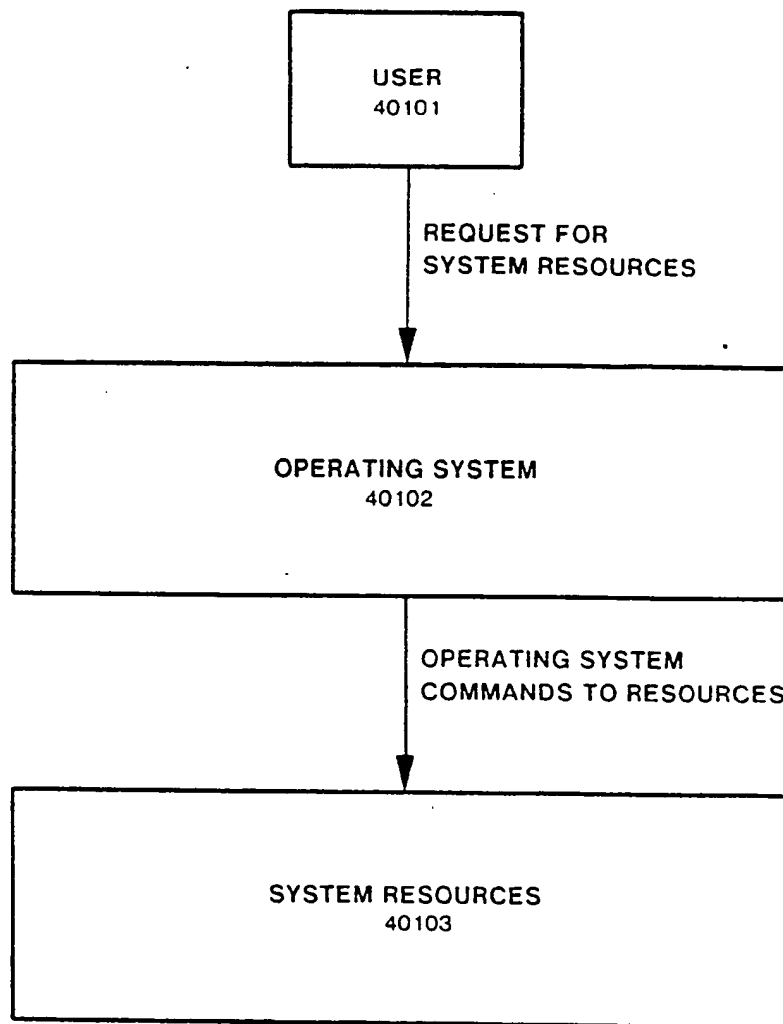 USER
40101
REQUEST FOR
SYSTEM RESOURCES
OPERATING SYSTEM
40102
OPERATING SYSTEM
COMMANDS TO RESOURCES
SYSTEM RESOURCES
40103